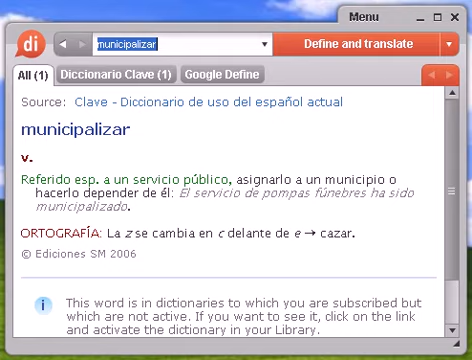 Menu
di
municipalizar
Define and translate
All (1)
Diccionario Clave (1)
Google Define
Source: Clave - Diccionario de uso del español actual
municipalizar
v.
Referido esp. a un servicio público, asignarlo a un municipio o
hacerlo depender de él: El servicio de pompas fúnebres ha sido
municipalizado.
ORTOGRAFÍA: La z se cambia en c delante de e → cazar.
© Ediciones SM 2006
i
This word is in dictionaries to which you are subscribed but
which are not active. If you want to see it, click on the link
and activate the dictionary in your Library.